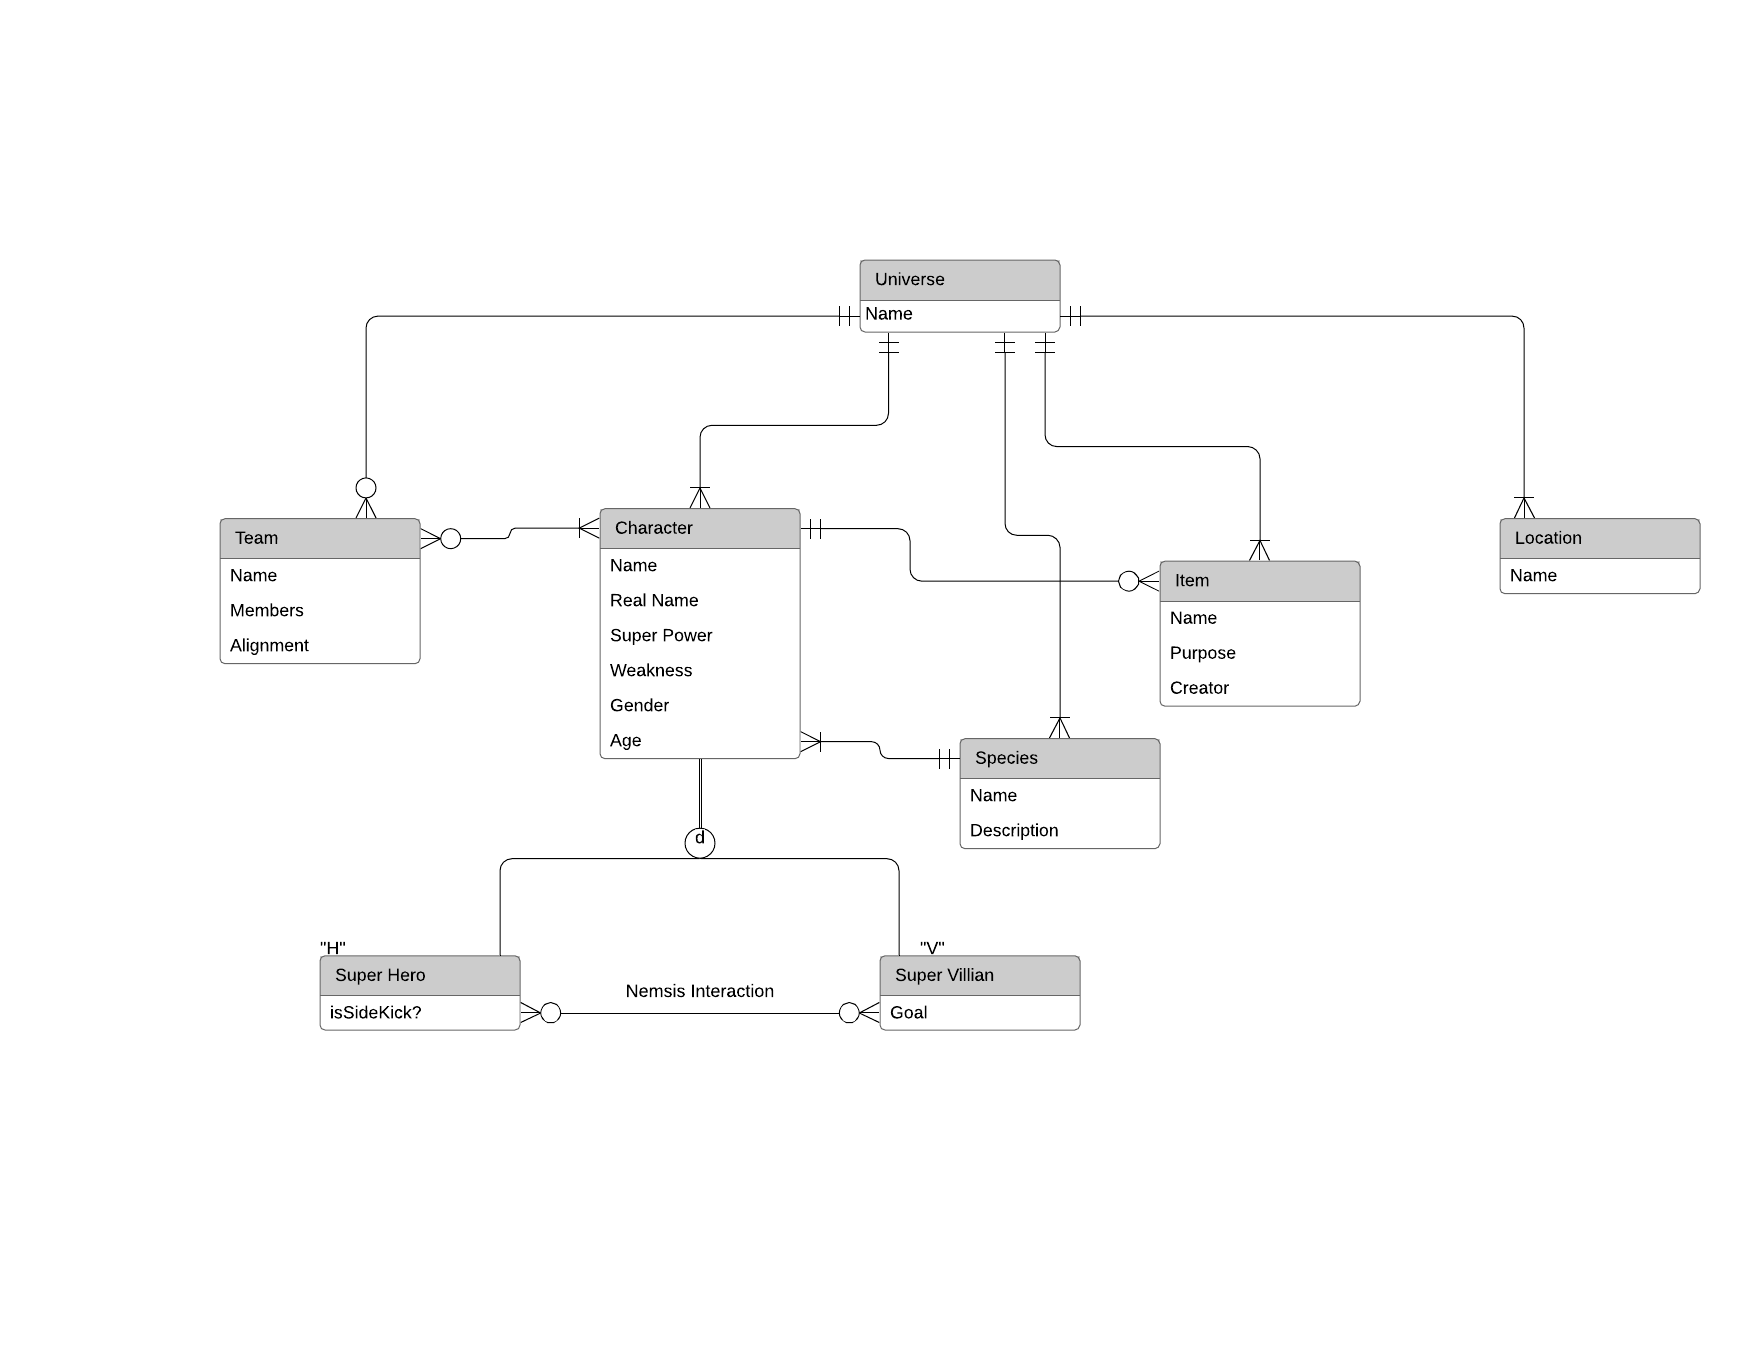 Universe
Name
Team
Name
Members
Alignment
Character
Name
Real Name
Super Power
Weakness
Gender
Age
Item
Name
Purpose
Creator
Location
Name
Species
Name
Description
d
"H"
Super Hero
isSideKick?
Nemsis Interaction
"V"
Super Villian
Goal